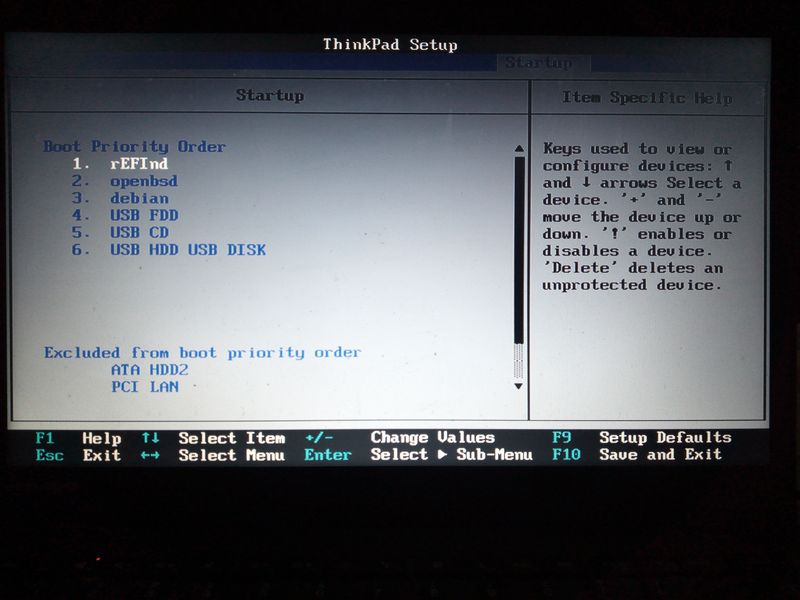 ThinkPad Setup
Startup
Startup
Item Specific Help
Boot Priority Order
1. rEFInd
2. openbsd
3. debian
4. USB FDD
5. USB CD
6. USB HDD USB DISK
Excluded from boot priority order
ATA HDD2
PCI LAN
Keys used to view or
configure devices: ↑
and ↓ arrows Select a
device. '+' and '-'
move the device up or
down. '!' enables or
disables a device.
'Delete' deletes an
unprotected device.
F1 Help ↑↓ Select Item +/- Change Values F9 Setup Defaults
Esc Exit ←→ Select Menu Enter Select ▶ Sub-Menu F10 Save and Exit